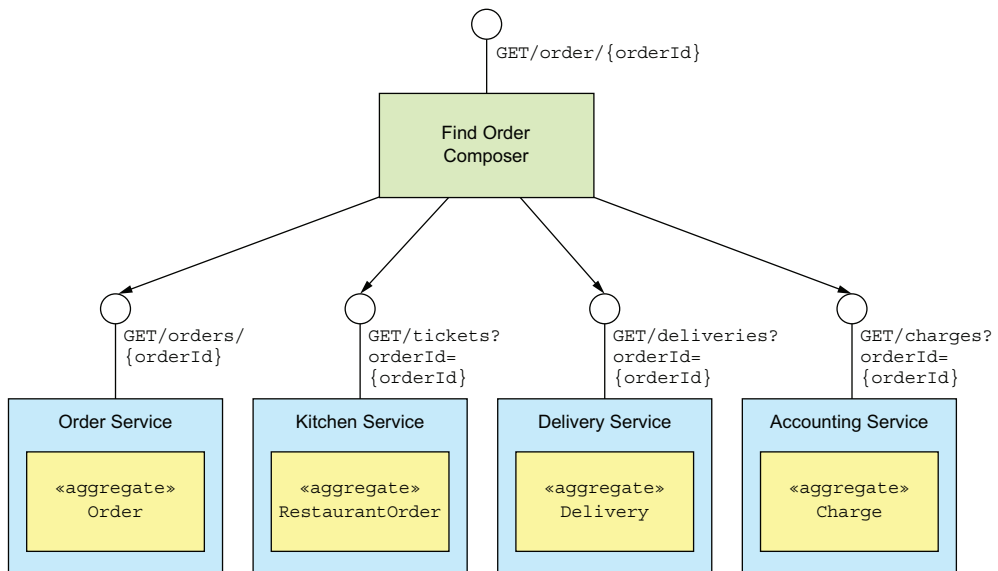 GET/order/{orderId}
Find Order
Composer
GET/orders/
{orderId}
GET/tickets?
orderId=
{orderId}
GET/deliveries?
orderId=
{orderId}
GET/charges?
orderId=
{orderId}
Order Service
«aggregate»
Order
Kitchen Service
«aggregate»
RestaurantOrder
Delivery Service
«aggregate»
Delivery
Accounting Service
«aggregate»
Charge